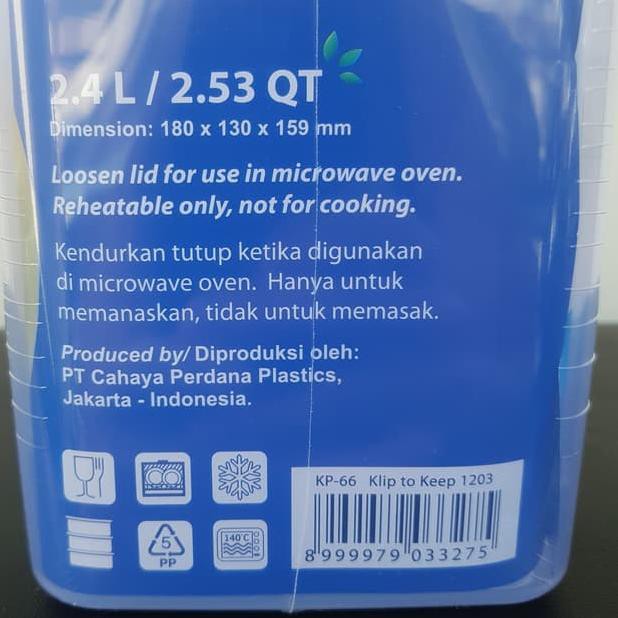 2.4 L / 2.53 QT
Dimension: 180 x 130 x 159 mm
Loosen lid for use in microwave oven.
Reheatable only, not for cooking.
Kendurkan tutup ketika digunakan
di microwave oven. Hanya untuk
memanaskan, tidak untuk memasak.
Produced by/ Diproduksi oleh:
PT Cahaya Perdana Plastics,
Jakarta - Indonesia.
5
PP
140°C
KP-66 Klip to Keep 1203
8 999979 033275